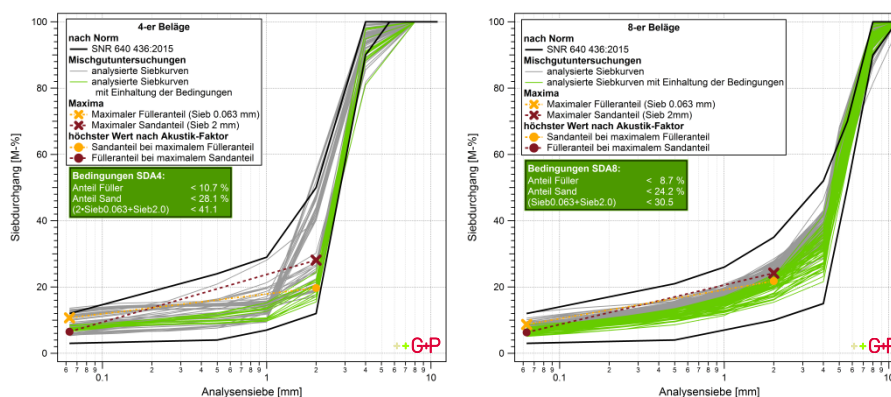 4-er Beläge
nach Norm
SNR 640 436:2015
Mischgutuntersuchungen
analysierte Siebkurven
analysierte Siebkurven
mit Einhaltung der Bedingungen
Maxima
Maximaler Fülleranteil (Sieb 0.063 mm)
Maximaler Sandanteil (Sieb 2 mm)
höchster Wert nach Akustik-Faktor
Sandanteil bei maximalem Fülleranteil
Fülleranteil bei maximalem Sandanteil
Bedingungen SDA4:
Anteil Füller < 10.7 %
Anteil Sand < 28.1 %
(2•Sieb0.063+Sieb2.0) < 41.1
Siebdurchgang [M-%]
100
80
60
40
20
0
6 7 8 9 0.1 2 3 4 5 6 7 8 9 1 2 3 4 5 6 7 8 9 10
Analysensiebe [mm]
G+P
8-er Beläge
nach Norm
SNR 640 436:2015
Mischgutuntersuchungen
analysierte Siebkurven
analysierte Siebkurven mit Einhaltung der Bedingungen
Maxima
Maximaler Fülleranteil (Sieb 0.063 mm)
Maximaler Sandanteil (Sieb 2mm)
höchster Wert nach Akustik-Faktor
Sandanteil bei maximalem Fülleranteil
Fülleranteil bei maximalem Sandanteil
Bedingungen SDA8:
Anteil Füller < 8.7 %
Anteil Sand < 24.2 %
(Sieb0.063+Sieb2.0) < 30.5
Siebdurchgang [M-%]
100
80
60
40
20
0
6 7 8 9 0.1 2 3 4 5 6 7 8 9 1 2 3 4 5 6 7 8 9 10
Analysensiebe [mm]
G+P